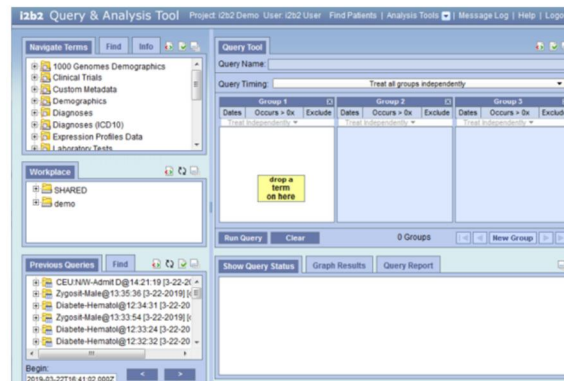 i2b2 Query & Analysis Tool Project: i2b2 Demo User: i2b2 User Find Patients | Analysis Tools | Message Log | Help | Logo
Navigate Terms Find Info
1000 Genomes Demographics
Clinical Trials
Custom Metadata
Demographics
Diagnoses
Diagnoses (ICD10)
Expression Profiles Data
Laboratory Tests
Workplace
SHARED
demo
Previous Queries Find
CEU:N/W-Admit D@14:21:19 [3-22-20
Zygosit-Male@13:35:36 [3-22-2019] [
Diabete-Hematol@12:34:31 [3-22-20
Zygosit-Male@13:33:54 [3-22-2019] [
Diabete-Hematol@12:33:24 [3-22-20
Diabete-Hematol@12:32:32 [3-22-20
Begin:
2019-03-22T16:41:02.000Z < >
Query Tool
Query Name:
Query Timing: Treat all groups independently
Group 1 Group 2 Group 3
Dates Occurs > 0x Exclude Dates Occurs > 0x Exclude Dates Occurs > 0x Exclud
Treat Independently Treat Independently Treat Independently
drop a
term
on here
Run Query Clear 0 Groups New Group
Show Query Status Graph Results Query Report